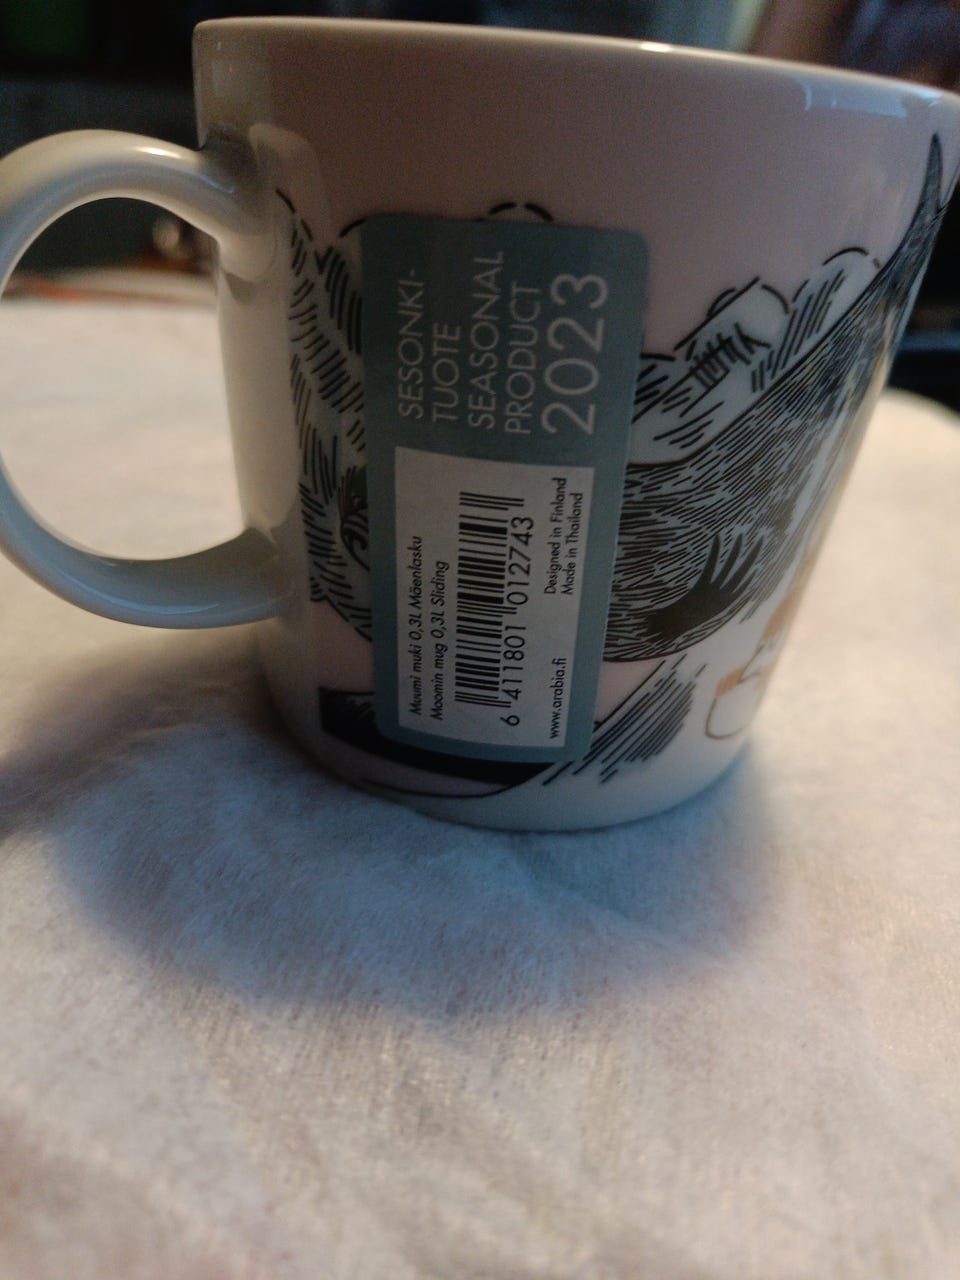 SESONKI-
TUOTE
SEASONAL
PRODUCT
2023
Muumi muki 0,3L Mäenlasku
Moomin mug 0,3L Sliding
6 411801 012743
Designed in Finland
Made in Thailand
www.arabia.fi